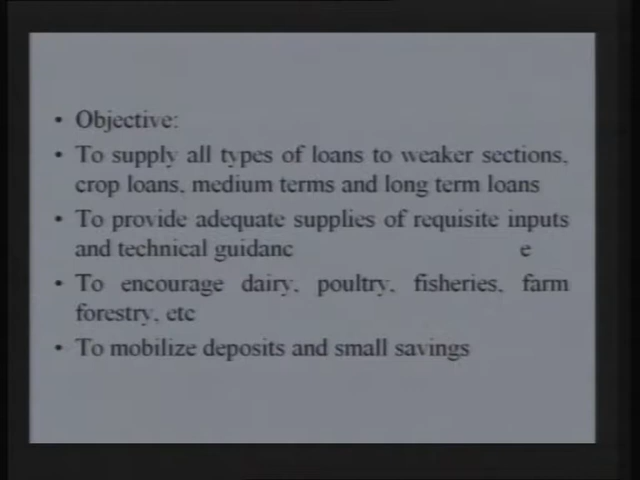 • Objective:
• To supply all types of loans to weaker sections,
crop loans, medium terms and long term loans
• To provide adequate supplies of requisite inputs
and technical guidanc e
• To encourage dairy, poultry, fisheries, farm
forestry, etc
• To mobilize deposits and small savings